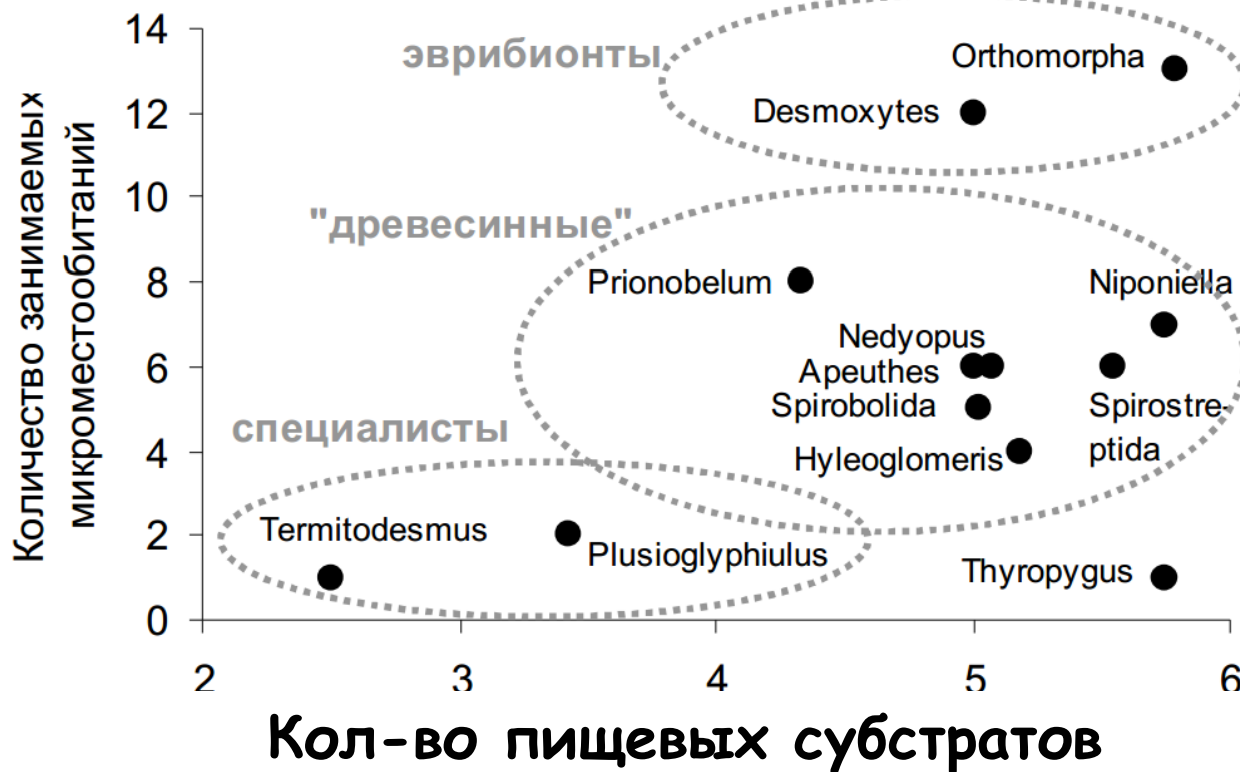 Количество занимаемых
микроместообитаний
14
12
10
8
6
4
2
0
эврибионты
Orthomorpha
Desmoxytes
"древесинные"
Prionobelum
Niponiella
Nedyopus
Apeuthes
Spirobolida
Spirostre-
ptida
Hyleoglomeris
специалисты
Termitodesmus
Plusioglyphiulus
Thyropygus
2 3 4 5 6
Кол-во пищевых субстратов